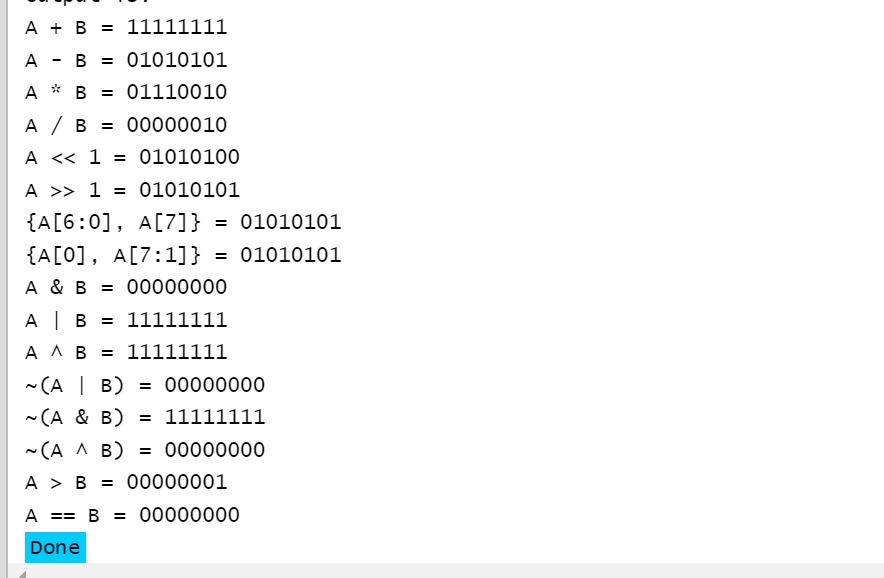 A + B = 11111111
A - B = 01010101
A * B = 01110010
A / B = 00000010
A << 1 = 01010100
A >> 1 = 01010101
{A[6:0], A[7]} = 01010101
{A[0], A[7:1]} = 01010101
A & B = 00000000
A | B = 11111111
A ^ B = 11111111
~(A | B) = 00000000
~(A & B) = 11111111
~(A ^ B) = 00000000
A > B = 00000001
A == B = 00000000
Done